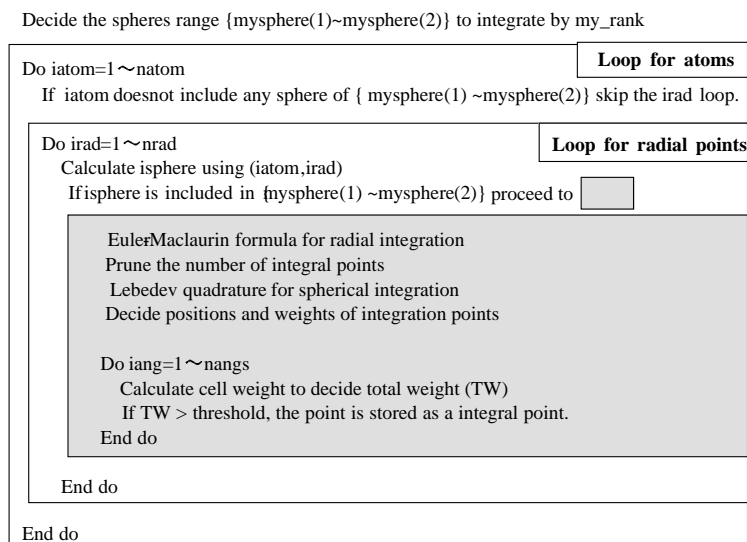 Decide the spheres range {mysphere(1)~mysphere(2)} to integrate by my_rank
Loop for atoms
Do iatom=1～natom
If iatom doesnot include any sphere of { mysphere(1) ~mysphere(2)} skip the irad loop.
Loop for radial points
Do irad=1～nrad
Calculate isphere using (iatom,irad)
If isphere is included in {mysphere(1) ~mysphere(2)} proceed to
Euler-Maclaurin formula for radial integration
Prune the number of integral points
Lebedev quadrature for spherical integration
Decide positions and weights of integration points
Do iang=1～nangs
Calculate cell weight to decide total weight (TW)
If TW > threshold, the point is stored as a integral point.
End do
End do
End do